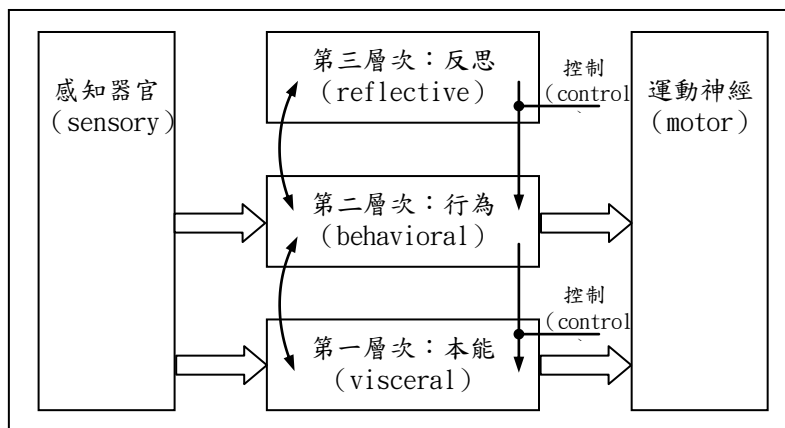 感知器官
（sensory）
第三層次：反思
（reflective）
控制
（control
運動神經
（motor）
第二層次：行為
（behavioral）
控制
（control
第一層次：本能
（visceral）